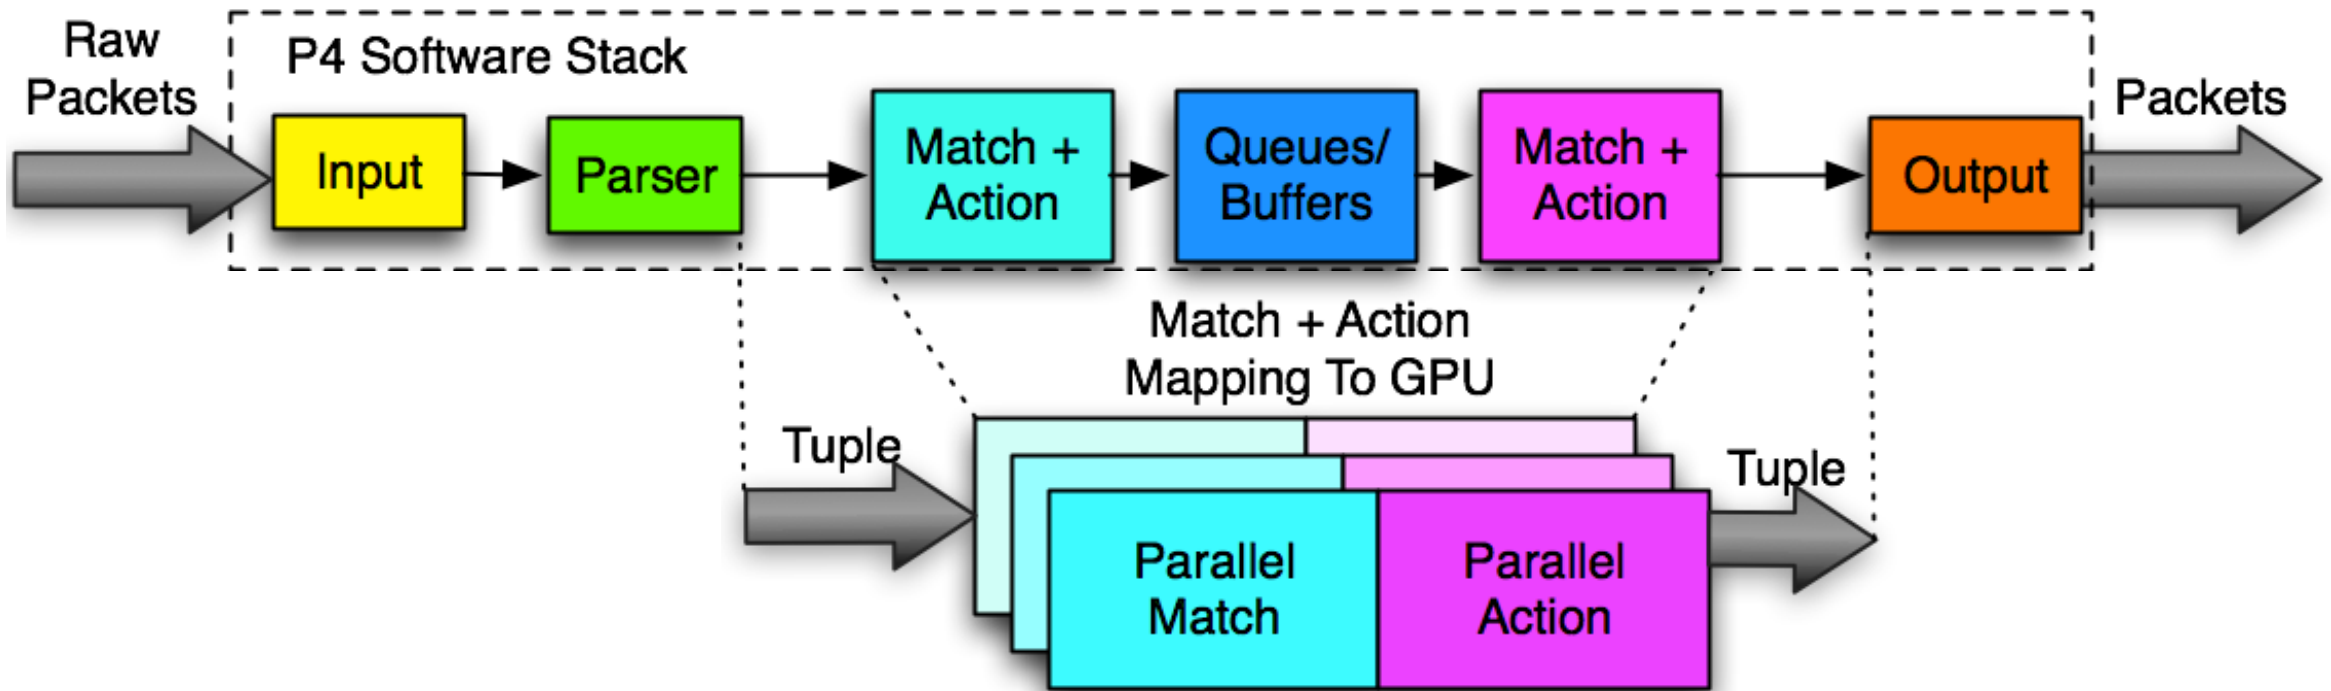 Raw
Packets
P4 Software Stack
Input
Parser
Match +
Action
Queues/
Buffers
Match +
Action
Output
Packets
Match + Action
Mapping To GPU
Tuple
Parallel
Match
Parallel
Action
Tuple